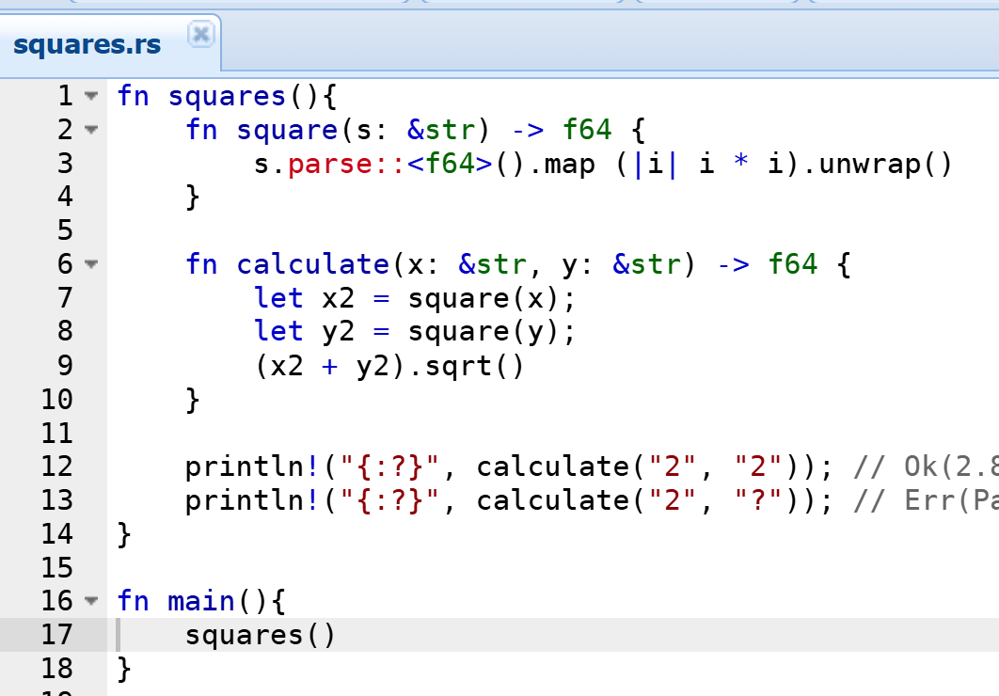 squares.rs
1 fn squares(){
2     fn square(s: &str) -> f64 {
3         s.parse::<f64>().map (|i| i * i).unwrap()
4     }
5
6     fn calculate(x: &str, y: &str) -> f64 {
7         let x2 = square(x);
8         let y2 = square(y);
9         (x2 + y2).sqrt()
10     }
11
12     println!("{:?}", calculate("2", "2")); // Ok(2.8
13     println!("{:?}", calculate("2", "?")); // Err(Pa
14 }
15
16 fn main(){
17     squares()
18 }